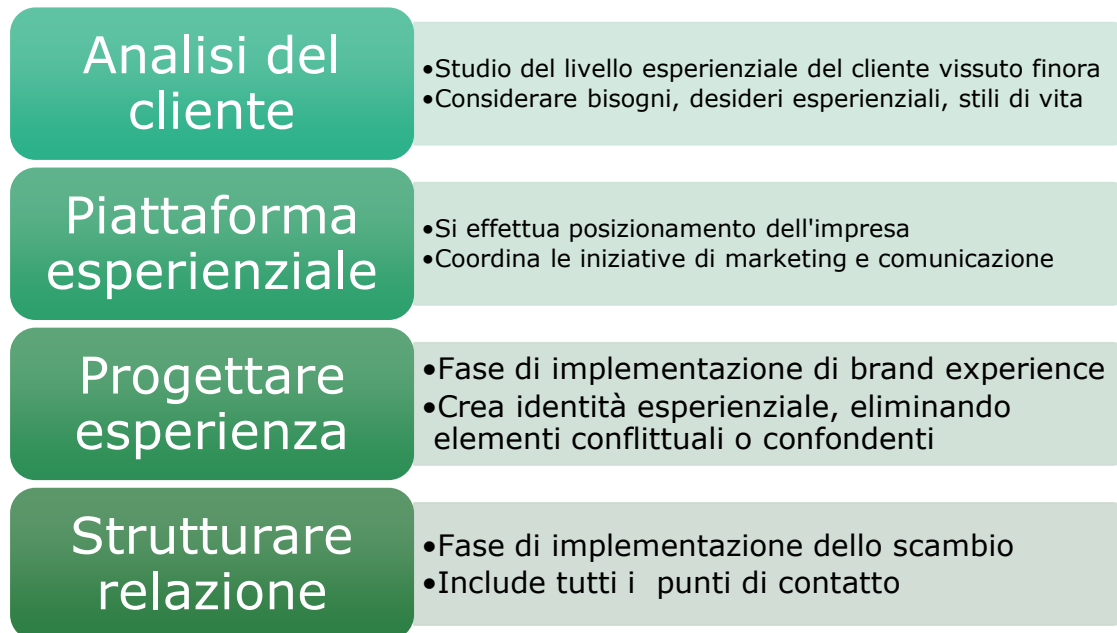 Analisi del
cliente
•Studio del livello esperienziale del cliente vissuto finora
•Considerare bisogni, desideri esperienziali, stili di vita
Piattaforma
esperienziale
•Si effettua posizionamento dell'impresa
•Coordina le iniziative di marketing e comunicazione
Progettare
esperienza
•Fase di implementazione di brand experience
•Crea identità esperienziale, eliminando
elementi conflittuali o confondenti
Strutturare
relazione
•Fase di implementazione dello scambio
•Include tutti i  punti di contatto